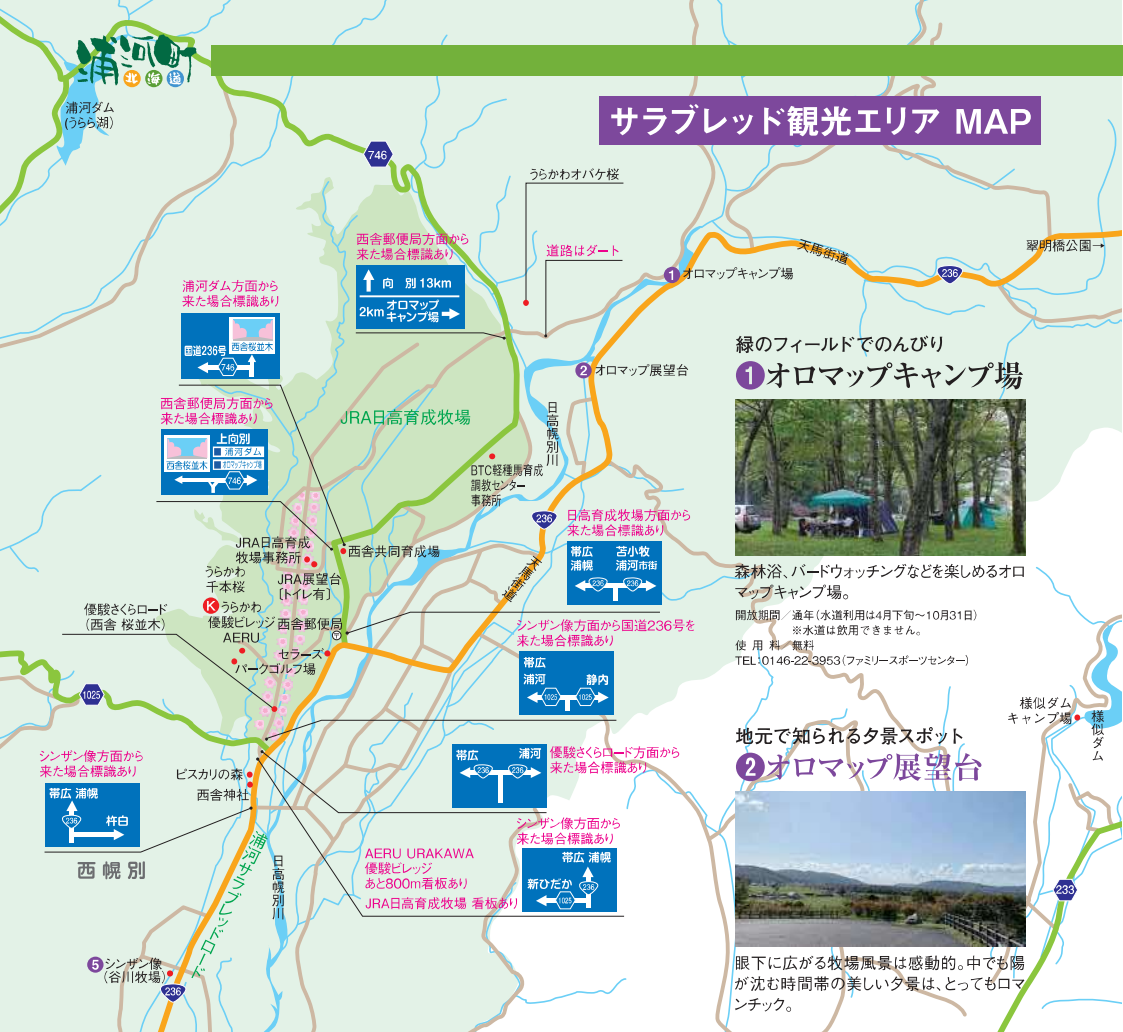 浦河町
北海道
サラブレッド観光エリア MAP
浦河ダム
(うらら湖)
746
うらかわオバケ桜
道路はダート
西舎郵便局方面から
来た場合標識あり
向 別 13km
2km オロマップ
キャンプ場
浦河ダム方面から
来た場合標識あり
国道236号
西舎桜並木
746
西舎郵便局方面から
来た場合標識あり
西舎桜並木
上向別
浦河ダム
オロマップキャンプ場
746
JRA日高育成牧場
1 オロマップキャンプ場
天馬街道
236
翠明橋公園→
2 オロマップ展望台
日高幌別川
BTC軽種馬育成
調教センター
事務所
236
天馬街道
日高育成牧場方面から
来た場合標識あり
帯広 苫小牧
浦幌 浦河市街
236 236
JRA日高育成
牧場事務所
西舎共同育成場
JRA展望台
[トイレ有]
うらかわ
千本桜
K うらかわ
優駿ビレッジ
AERU
西舎郵便局
優駿さくらロード
(西舎 桜並木)
セラーズ
パークゴルフ場
シンザン像方面から国道236号を
来た場合標識あり
帯広
浦河 静内
1025 1025
1025
優駿さくらロード方面から
来た場合標識あり
帯広 浦河
236 236
シンザン像方面から
来た場合標識あり
帯広 浦幌
236
杵臼
ピスカリの森
西舎神社
西幌別
シンザン像方面から
来た場合標識あり
帯広 浦幌
新ひだか 236
1025
AERU URAKAWA
優駿ビレッジ
あと800m看板あり
JRA日高育成牧場 看板あり
浦河サラブレッドロード
日高幌別川
5 シンザン像
(谷川牧場)
236
緑のフィールドでのんびり
1オロマップキャンプ場
森林浴、バードウォッチングなどを楽しめるオロ
マップキャンプ場。
開放期間／通年(水道利用は4月下旬〜10月31日)
※水道は飲用できません。
使用料／無料
TEL:0146-22-3953(ファミリースポーツセンター)
様似ダム
キャンプ場
様似ダム
地元で知られる夕景スポット
2オロマップ展望台
眼下に広がる牧場風景は感動的。中でも陽
が沈む時間帯の美しい夕景は、とってもロマ
ンチック。
233